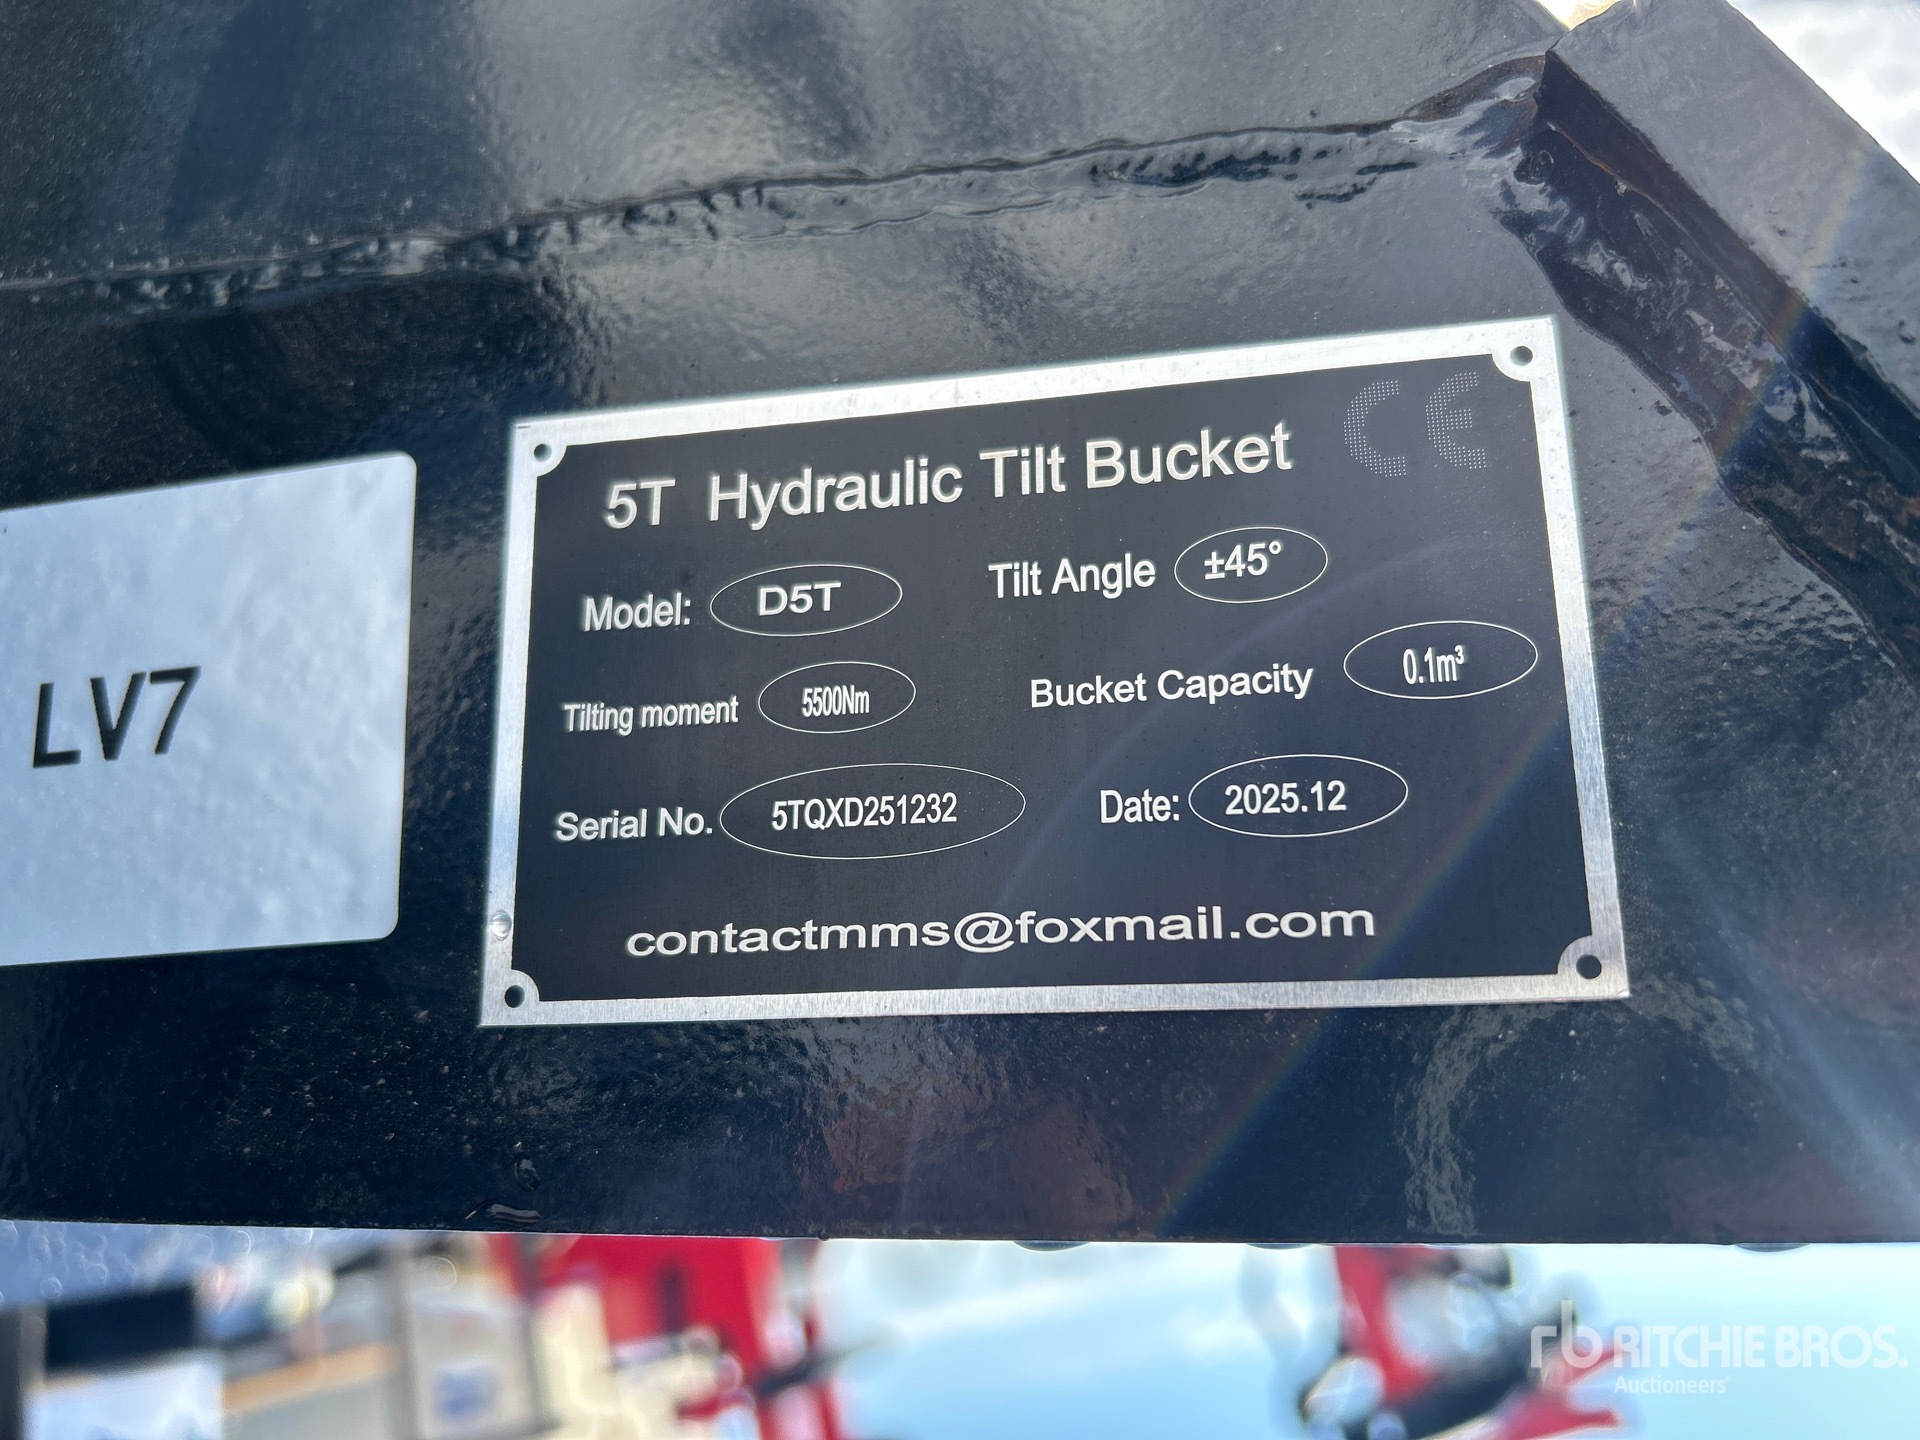 CE
5T Hydraulic Tilt Bucket
Model: D5T Tilt Angle ±45°
Tilting moment 5500Nm Bucket Capacity 0.1m³
Serial No. 5TQXD251232 Date: 2025.12
contactmms@foxmail.com
LV7
rb RITCHIE BROS.
Auctioneers